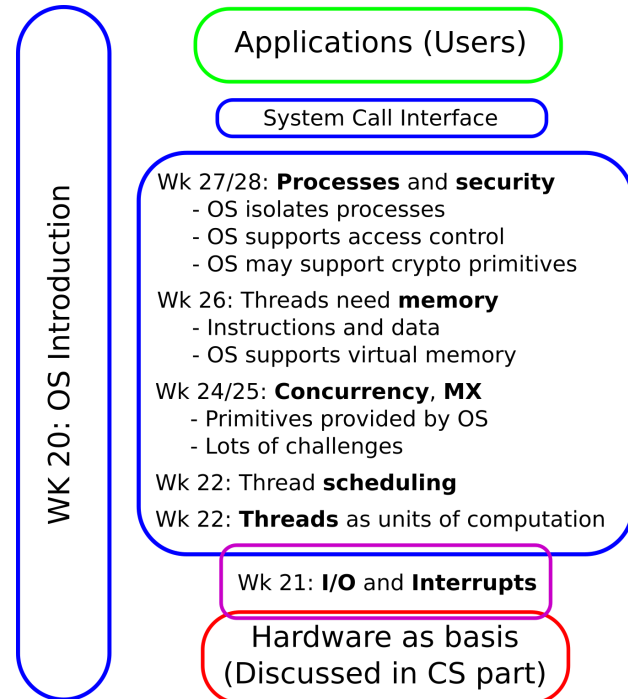 WK 20: OS Introduction
Applications (Users)
System Call Interface
Wk 27/28: Processes and security
- OS isolates processes
- OS supports access control
- OS may support crypto primitives
Wk 26: Threads need memory
- Instructions and data
- OS supports virtual memory
Wk 24/25: Concurrency, MX
- Primitives provided by OS
- Lots of challenges
Wk 22: Thread scheduling
Wk 22: Threads as units of computation
Wk 21: I/O and Interrupts
Hardware as basis
(Discussed in CS part)